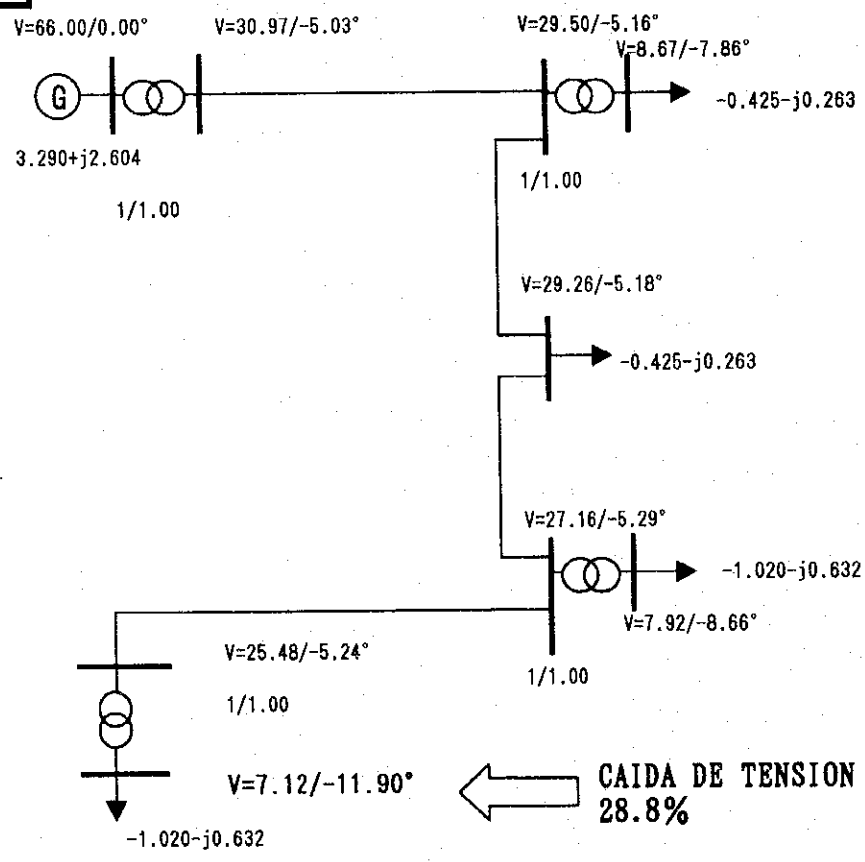 V=66.00/0.00°
V=30.97/-5.03°
V=29.50/-5.16°
V=8.67/-7.86°
G
-0.425-j0.263
3.290+j2.604
1/1.00
1/1.00
V=29.26/-5.18°
-0.425-j0.263
V=27.16/-5.29°
-1.020-j0.632
V=7.92/-8.66°
V=25.48/-5.24°
1/1.00
1/1.00
V=7.12/-11.90°
CAIDA DE TENSION
28.8%
-1.020-j0.632